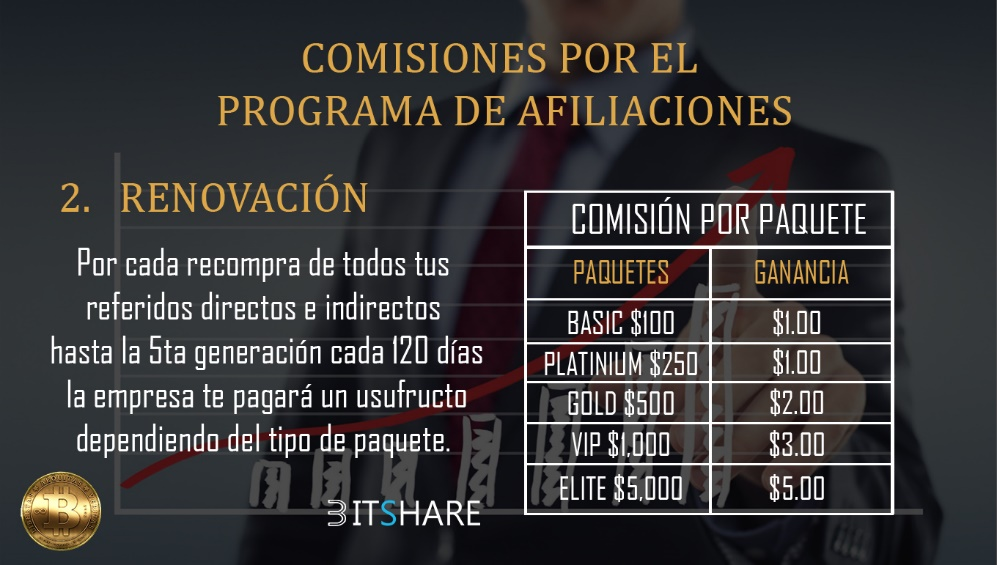 COMISIONES POR EL
PROGRAMA DE AFILIACIONES
2. RENOVACIÓN
Por cada recompra de todos tus
referidos directos e indirectos
hasta la 5ta generación cada 120 días
la empresa te pagará un usufructo
dependiendo del tipo de paquete.
COMISIÓN POR PAQUETE
PAQUETES GANANCIA
BASIC $100 $1.00
PLATINIUM $250 $1.00
GOLD $500 $2.00
VIP $1,000 $3.00
ELITE $5,000 $5.00
BITSHARE